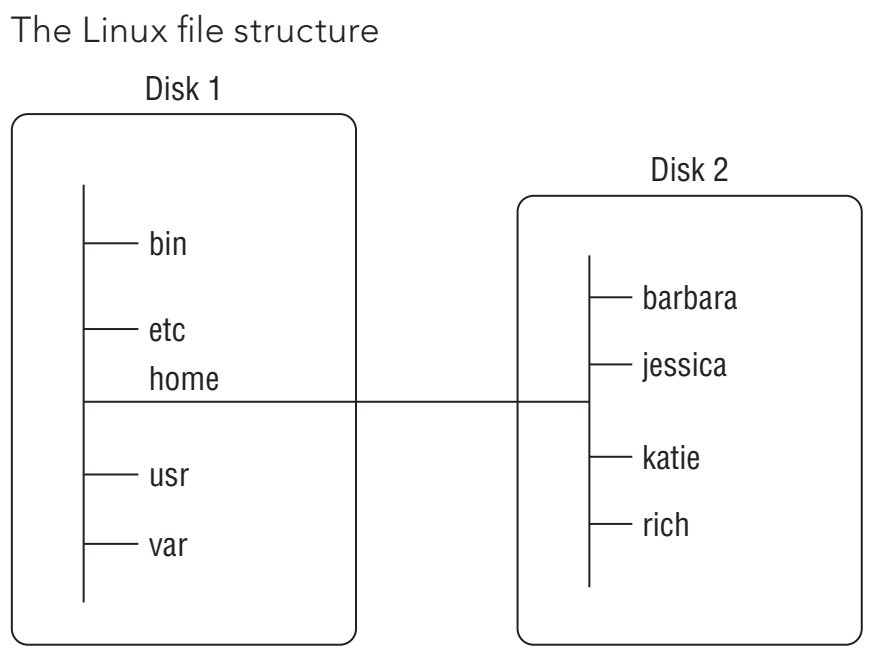 The Linux file structure
Disk 1
bin
etc
home
usr
var
Disk 2
barbara
jessica
katie
rich